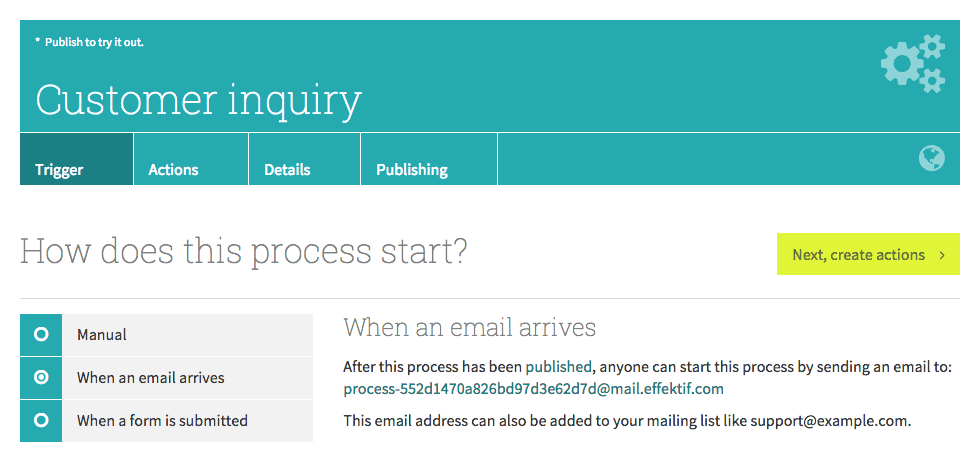 * Publish to try it out.
Customer inquiry
Trigger Actions Details Publishing
How does this process start?
Next, create actions >
Manual
When an email arrives
When a form is submitted
When an email arrives
After this process has been published, anyone can start this process by sending an email to:
process-552d1470a826bd97d3e62d7d@mail.effektif.com
This email address can also be added to your mailing list like support@example.com.